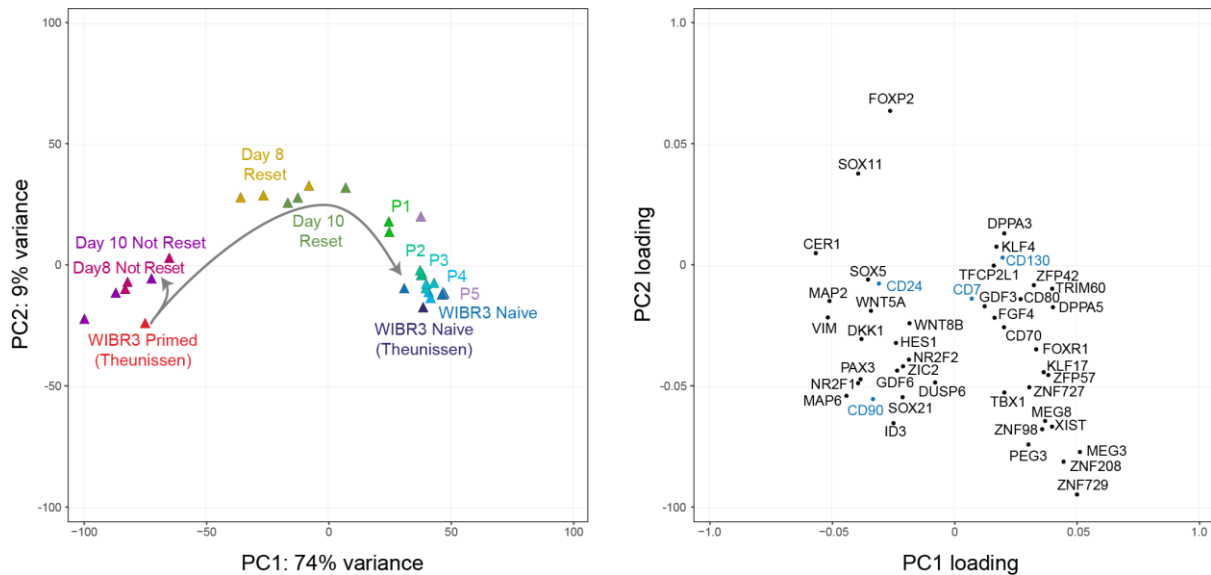 100
50
0
-50
-100
-100
-50
0
50
100
PC2: 9% variance
PC1: 74% variance
Day 8
Reset
Day 10
Reset
P1
P2
P3
P4
P5
Day 10 Not Reset
Day8 Not Reset
WIBR3 Primed
(Theunissen)
WIBR3 Naive
WIBR3 Naive
(Theunissen)
1.0
0.05
0
-0.05
-100
−1.0
−0.05
0
0.05
1.0
PC2 loading
PC1 loading
FOXP2
SOX11
DPPA3
CER1
KLF4
CD130
SOX5
TFCP2L1
ZFP42
CD24
CD7
TRIM60
MAP2
WNT5A
GDF3
CD80
DPPA5
VIM
FGF4
DKK1
WNT8B
CD70
HES1
FOXR1
NR2F2
PAX3
ZIC2
KLF17
NR2F1
GDF6
ZFP57
DUSP6
ZNF727
MAP6
CD90
SOX21
TBX1
ID3
MEG8
ZNF98
XIST
PEG3
MEG3
ZNF208
ZNF729